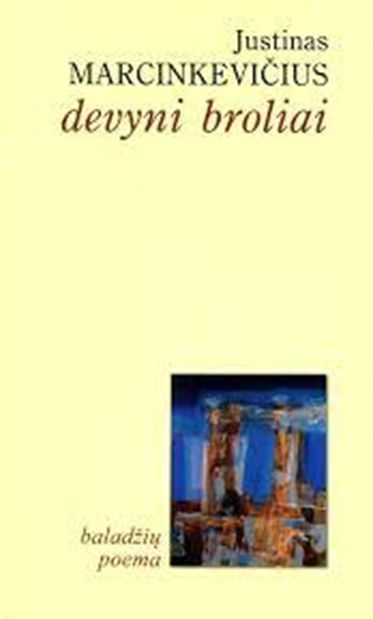 Justinas
MARCINKEVIČIUS
devyni broliai
baladžių
poema